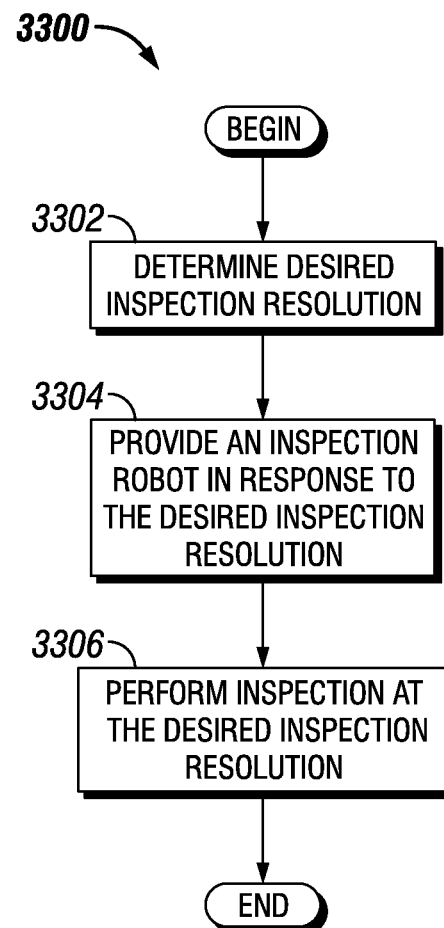 3300
BEGIN
3302
DETERMINE DESIRED
INSPECTION RESOLUTION
3304
PROVIDE AN INSPECTION
ROBOT IN RESPONSE TO
THE DESIRED INSPECTION
RESOLUTION
3306
PERFORM INSPECTION AT
THE DESIRED INSPECTION
RESOLUTION
END